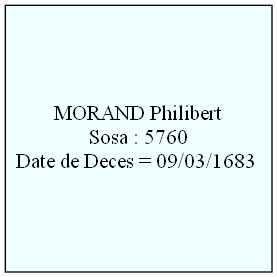 MORAND Philibert
Sosa : 5760
Date de Deces = 09/03/1683